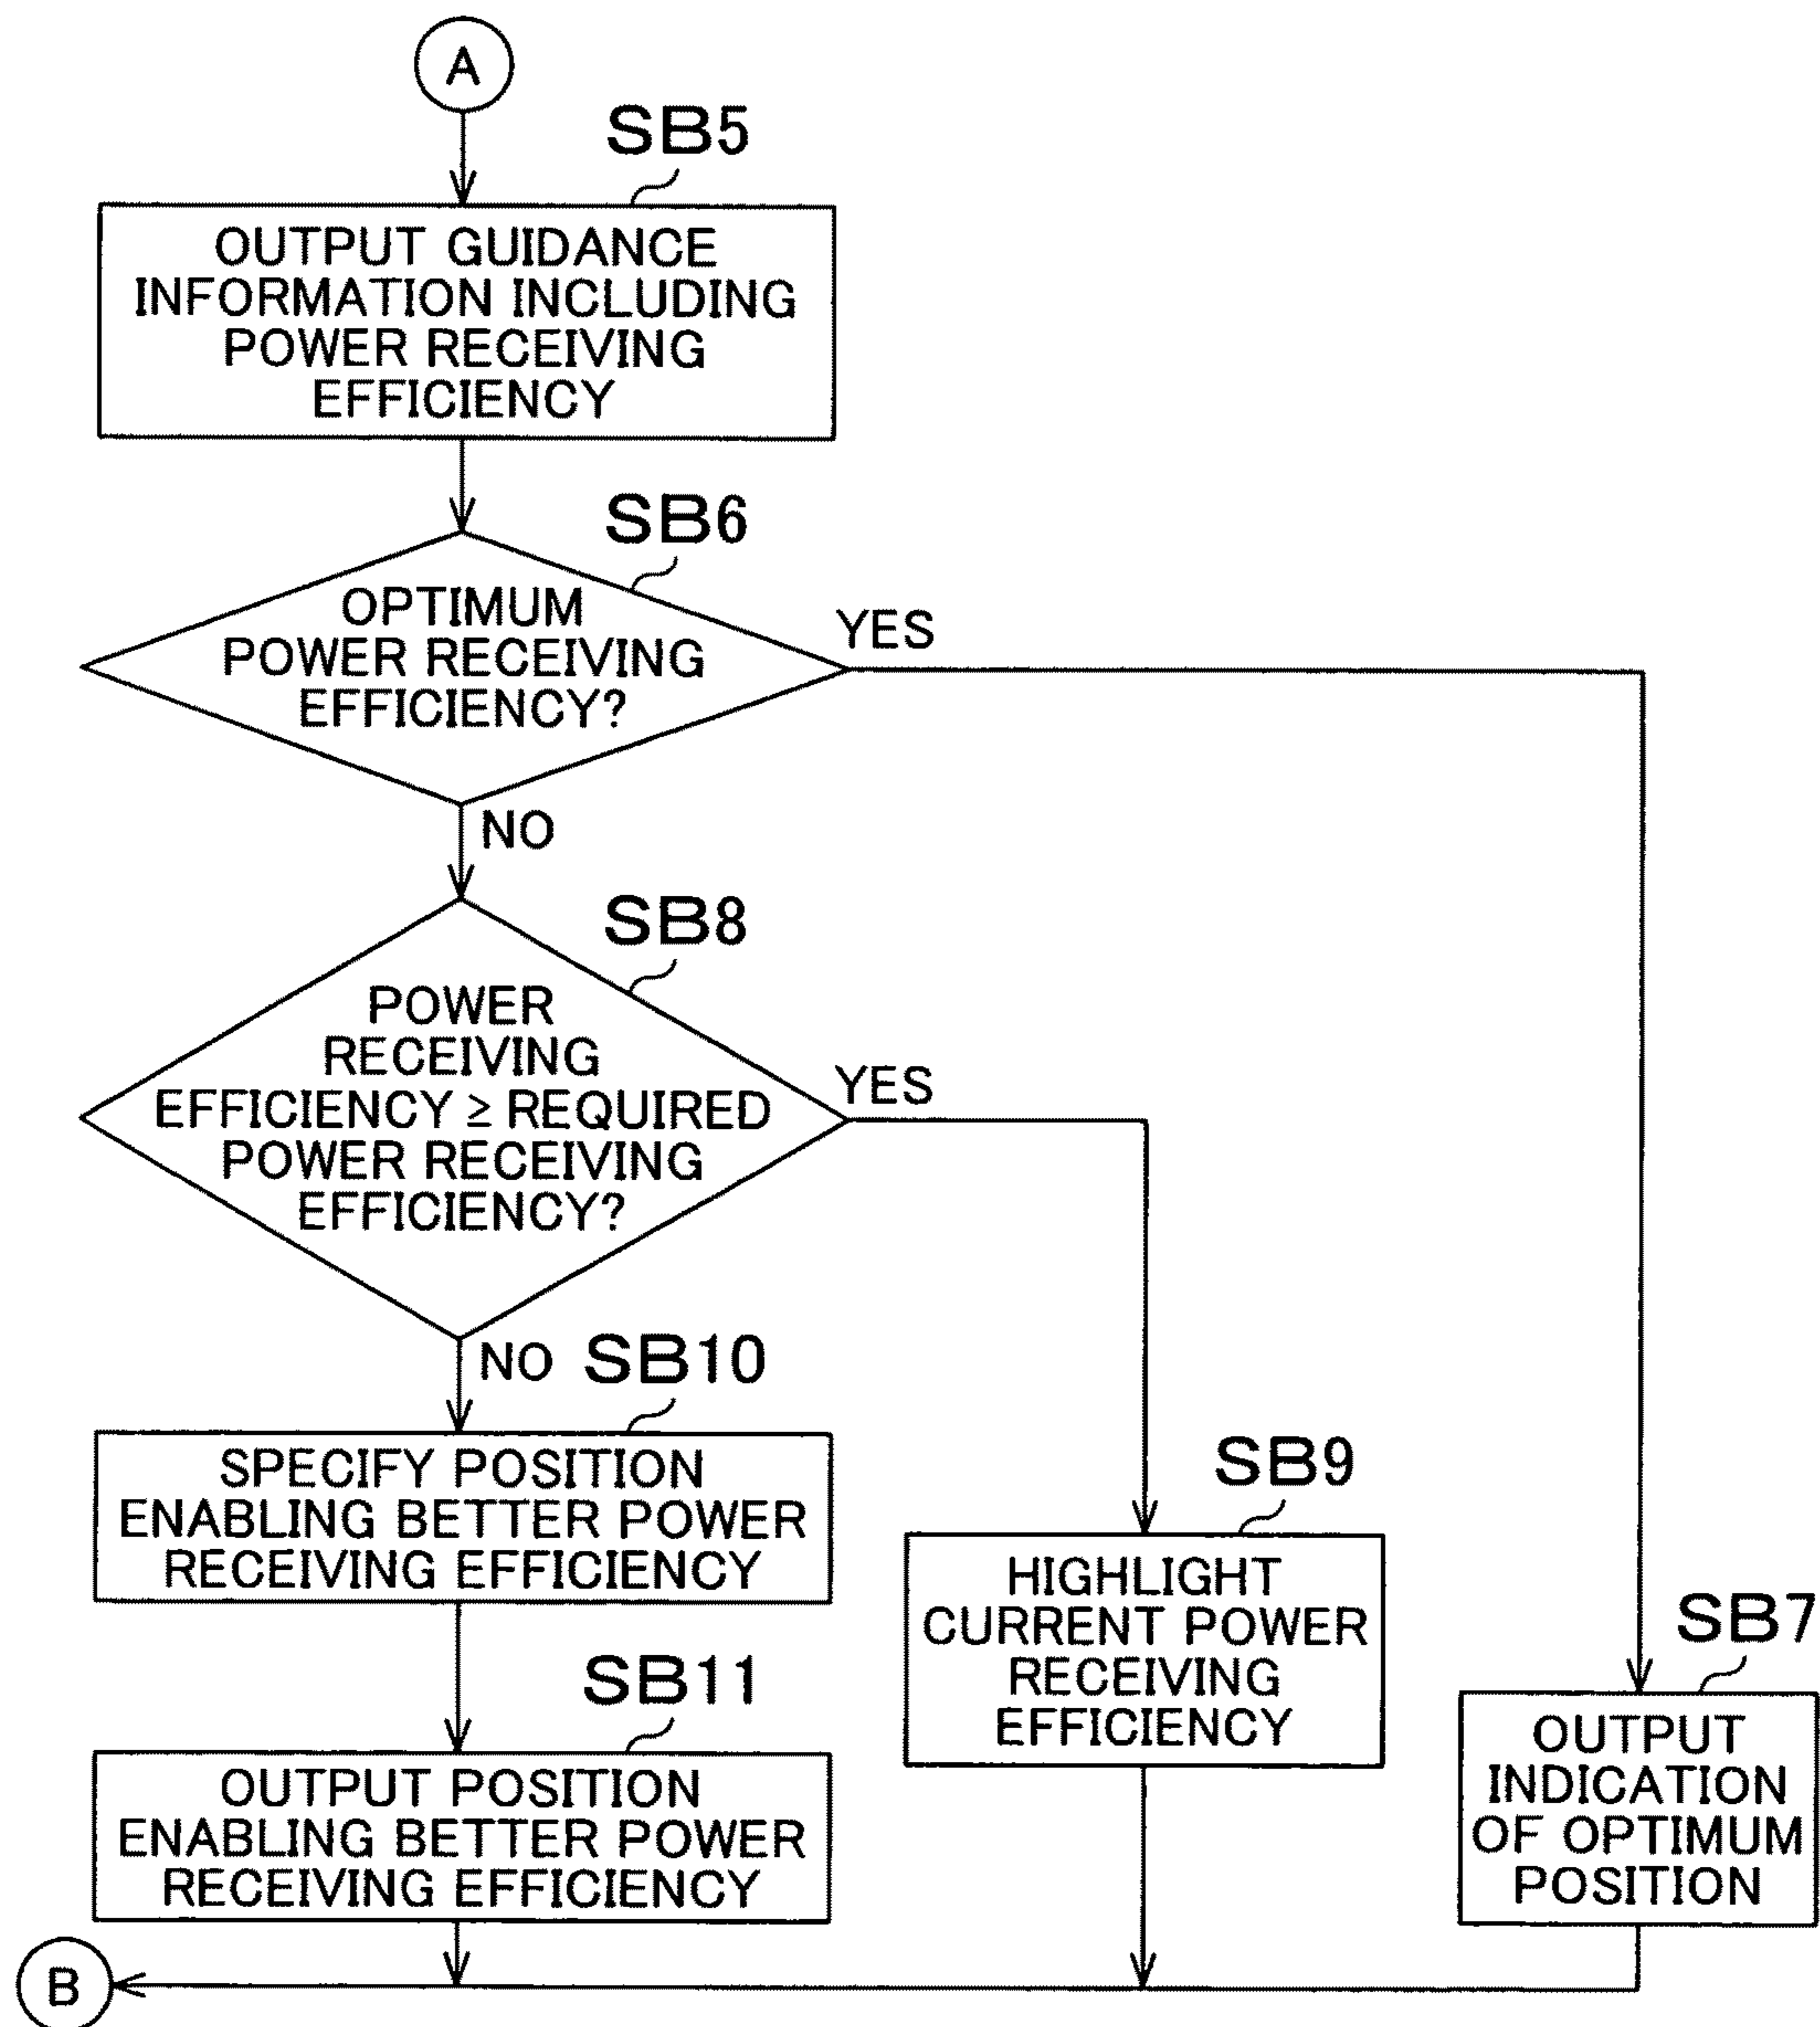 A
SB5
OUTPUT GUIDANCE
INFORMATION INCLUDING
POWER RECEIVING
EFFICIENCY
SB6
OPTIMUM
POWER RECEIVING
EFFICIENCY?
YES
NO
SB8
POWER
RECEIVING
EFFICIENCY ≥ REQUIRED
POWER RECEIVING
EFFICIENCY?
YES
NO
SB10
SPECIFY POSITION
ENABLING BETTER POWER
RECEIVING EFFICIENCY
SB11
OUTPUT POSITION
ENABLING BETTER POWER
RECEIVING EFFICIENCY
SB9
HIGHLIGHT
CURRENT POWER
RECEIVING
EFFICIENCY
SB7
OUTPUT
INDICATION
OF OPTIMUM
POSITION
B